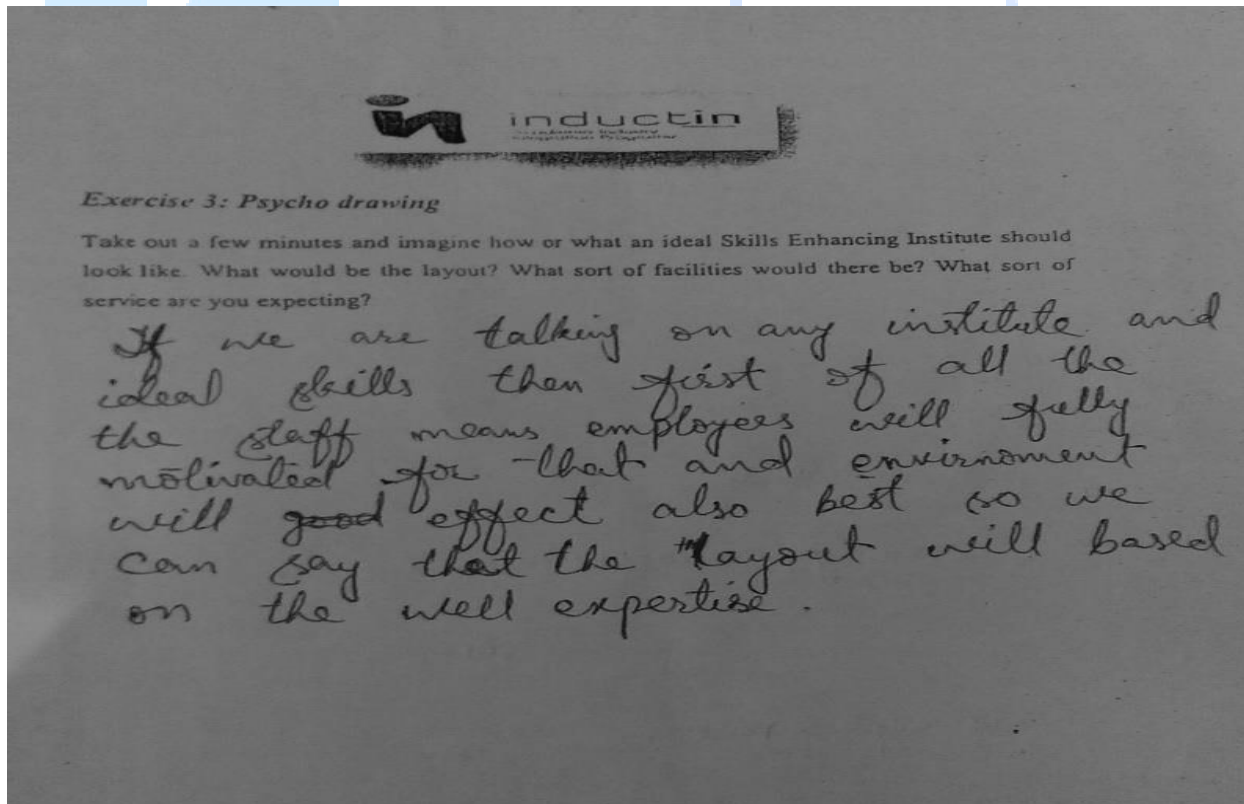 in inductin
Exercise 3: Psycho drawing
Take out a few minutes and imagine how or what an ideal Skills Enhancing Institute should
look like. What would be the layout? What sort of facilities would there be? What sort of
service are you expecting?
If we are talking on any institute and
ideal skills then first of all the
the staff means employees will fully
motivated for that and envirnoment
will good effect also best so we
can say that the layout will based
on the well expertise.